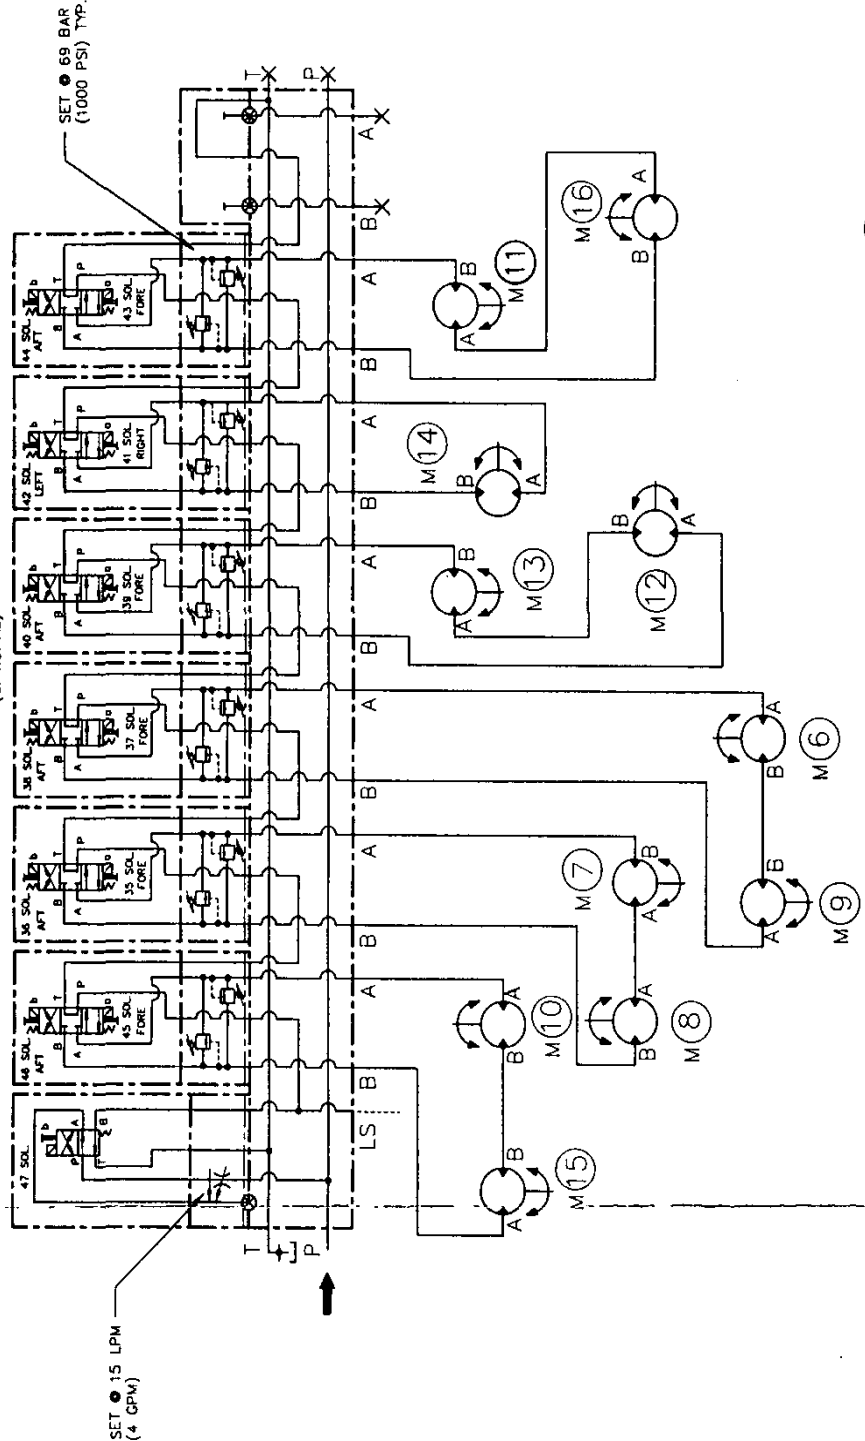 SET @ 15 LPM
(4 GPM)
SET @ 69 BAR
(1000 PSI) TYP.
47 SOL
b
P A
T B
46 SOL
AFT
b
B T
A P
a
45 SOL
FORE
36 SOL
AFT
b
B T
A P
a
35 SOL
FORE
38 SOL
AFT
b
B T
A P
a
37 SOL
FORE
40 SOL
AFT
b
B T
A P
a
39 SOL
FORE
42 SOL
LEFT
b
B T
A P
a
41 SOL
RIGHT
44 SOL
AFT
b
B T
A P
a
43 SOL
FORE
T
T
P
P
LS
B A
B A
B A
B A
B A
B A
B A
A B
M 15
B A
M 10
B A
M 8
A B
M 7
A B
M 9
B A
M 6
A B
M 13
B A
M 12
B A
M 14
A B
M 11
B A
M 16